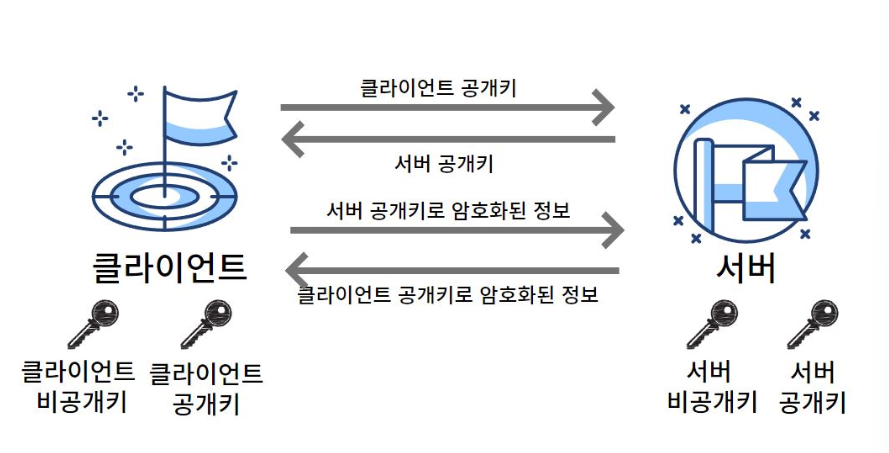 클라이언트 공개키
서버 공개키
서버 공개키로 암호화된 정보
클라이언트 공개키로 암호화된 정보
클라이언트
서버
클라이언트
비공개키
클라이언트
공개키
서버
비공개키
서버
공개키